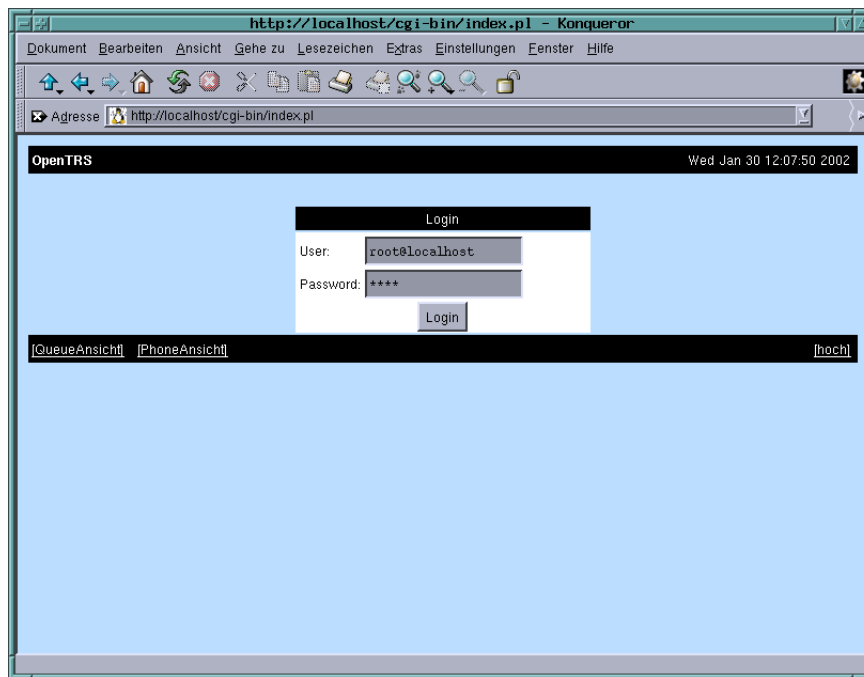 http://localhost/cgi-bin/index.pl - Konqueror
Dokument Bearbeiten Ansicht Gehe zu Lesezeichen Extras Einstellungen Fenster Hilfe
Adresse http://localhost/cgi-bin/index.pl
OpenTRS Wed Jan 30 12:07:50 2002
Login
User: root@localhost
Password: ****
Login
[QueueAnsicht] [PhoneAnsicht] [hoch]